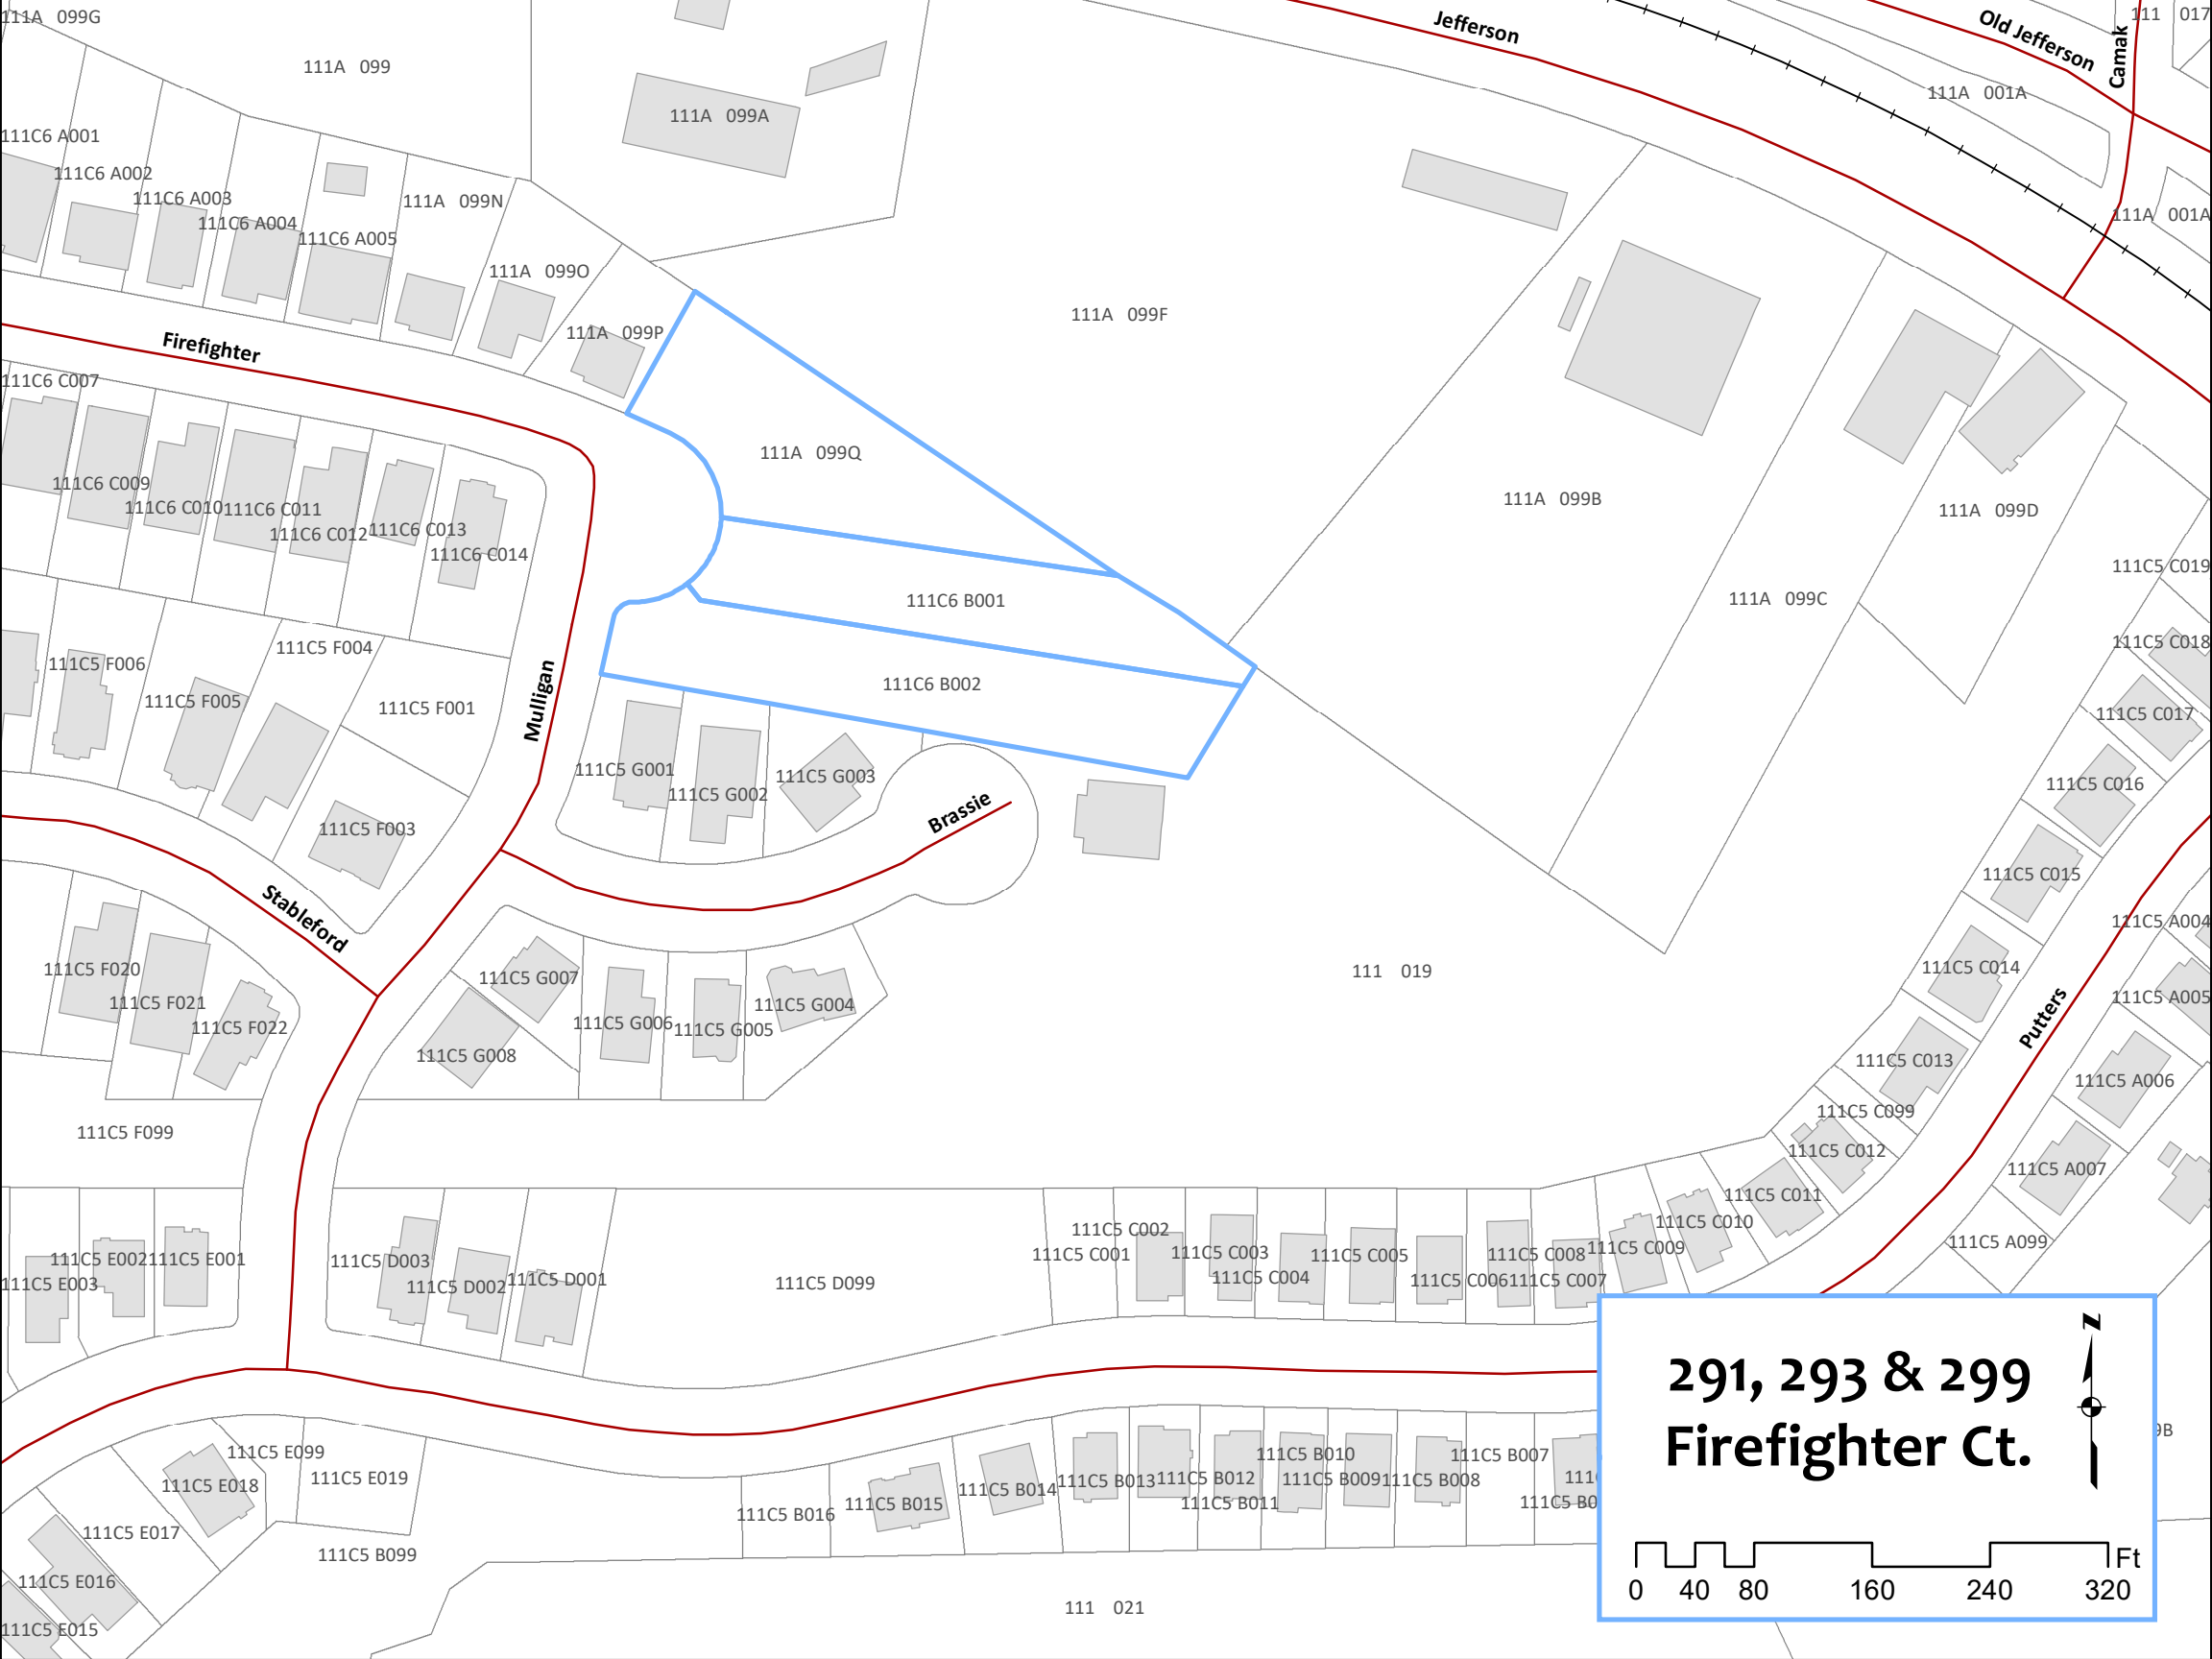 111A 099G
111A 099
111A 099A
Jefferson
Old Jefferson
Camak
111 017
111A 001A
111A 001A
111C6 A001
111C6 A002
111C6 A003
111C6 A004
111C6 A005
111A 099N
111A 099O
111A 099P
111A 099F
Firefighter
111C6 C007
111A 099Q
111C6 C009
111C6 C010
111C6 C011
111C6 C012
111C6 C013
111C6 C014
111A 099B
111A 099D
111A 099C
111C5 C019
111C5 C018
111C5 C017
111C5 C016
111C5 C015
111C5 C014
111C5 C013
111C5 C099
111C5 C012
111C5 C011
111C5 C010
111C5 C009
111C6 B001
111C6 B002
111C5 F004
111C5 F006
111C5 F005
111C5 F001
111C5 F003
Mulligan
111C5 G001
111C5 G002
111C5 G003
Brassie
Stableford
111C5 F020
111C5 F021
111C5 F022
111C5 G007
111C5 G006
111C5 G005
111C5 G004
111C5 G008
111 019
Putters
111C5 A004
111C5 A005
111C5 A006
111C5 A007
111C5 A099
111C5 F099
111C5 E003
111C5 E002
111C5 E001
111C5 D003
111C5 D002
111C5 D001
111C5 D099
111C5 C002
111C5 C001
111C5 C003
111C5 C004
111C5 C005
111C5 C006
111C5 C008
111C5 C007
111C5 E099
111C5 E019
111C5 E018
111C5 E017
111C5 E016
111C5 E015
111C5 B099
111C5 B016
111C5 B015
111C5 B014
111C5 B013
111C5 B012
111C5 B011
111C5 B010
111C5 B009
111C5 B008
111C5 B007
111 021
291, 293 & 299
Firefighter Ct.
N
Ft
0 40 80 160 240 320